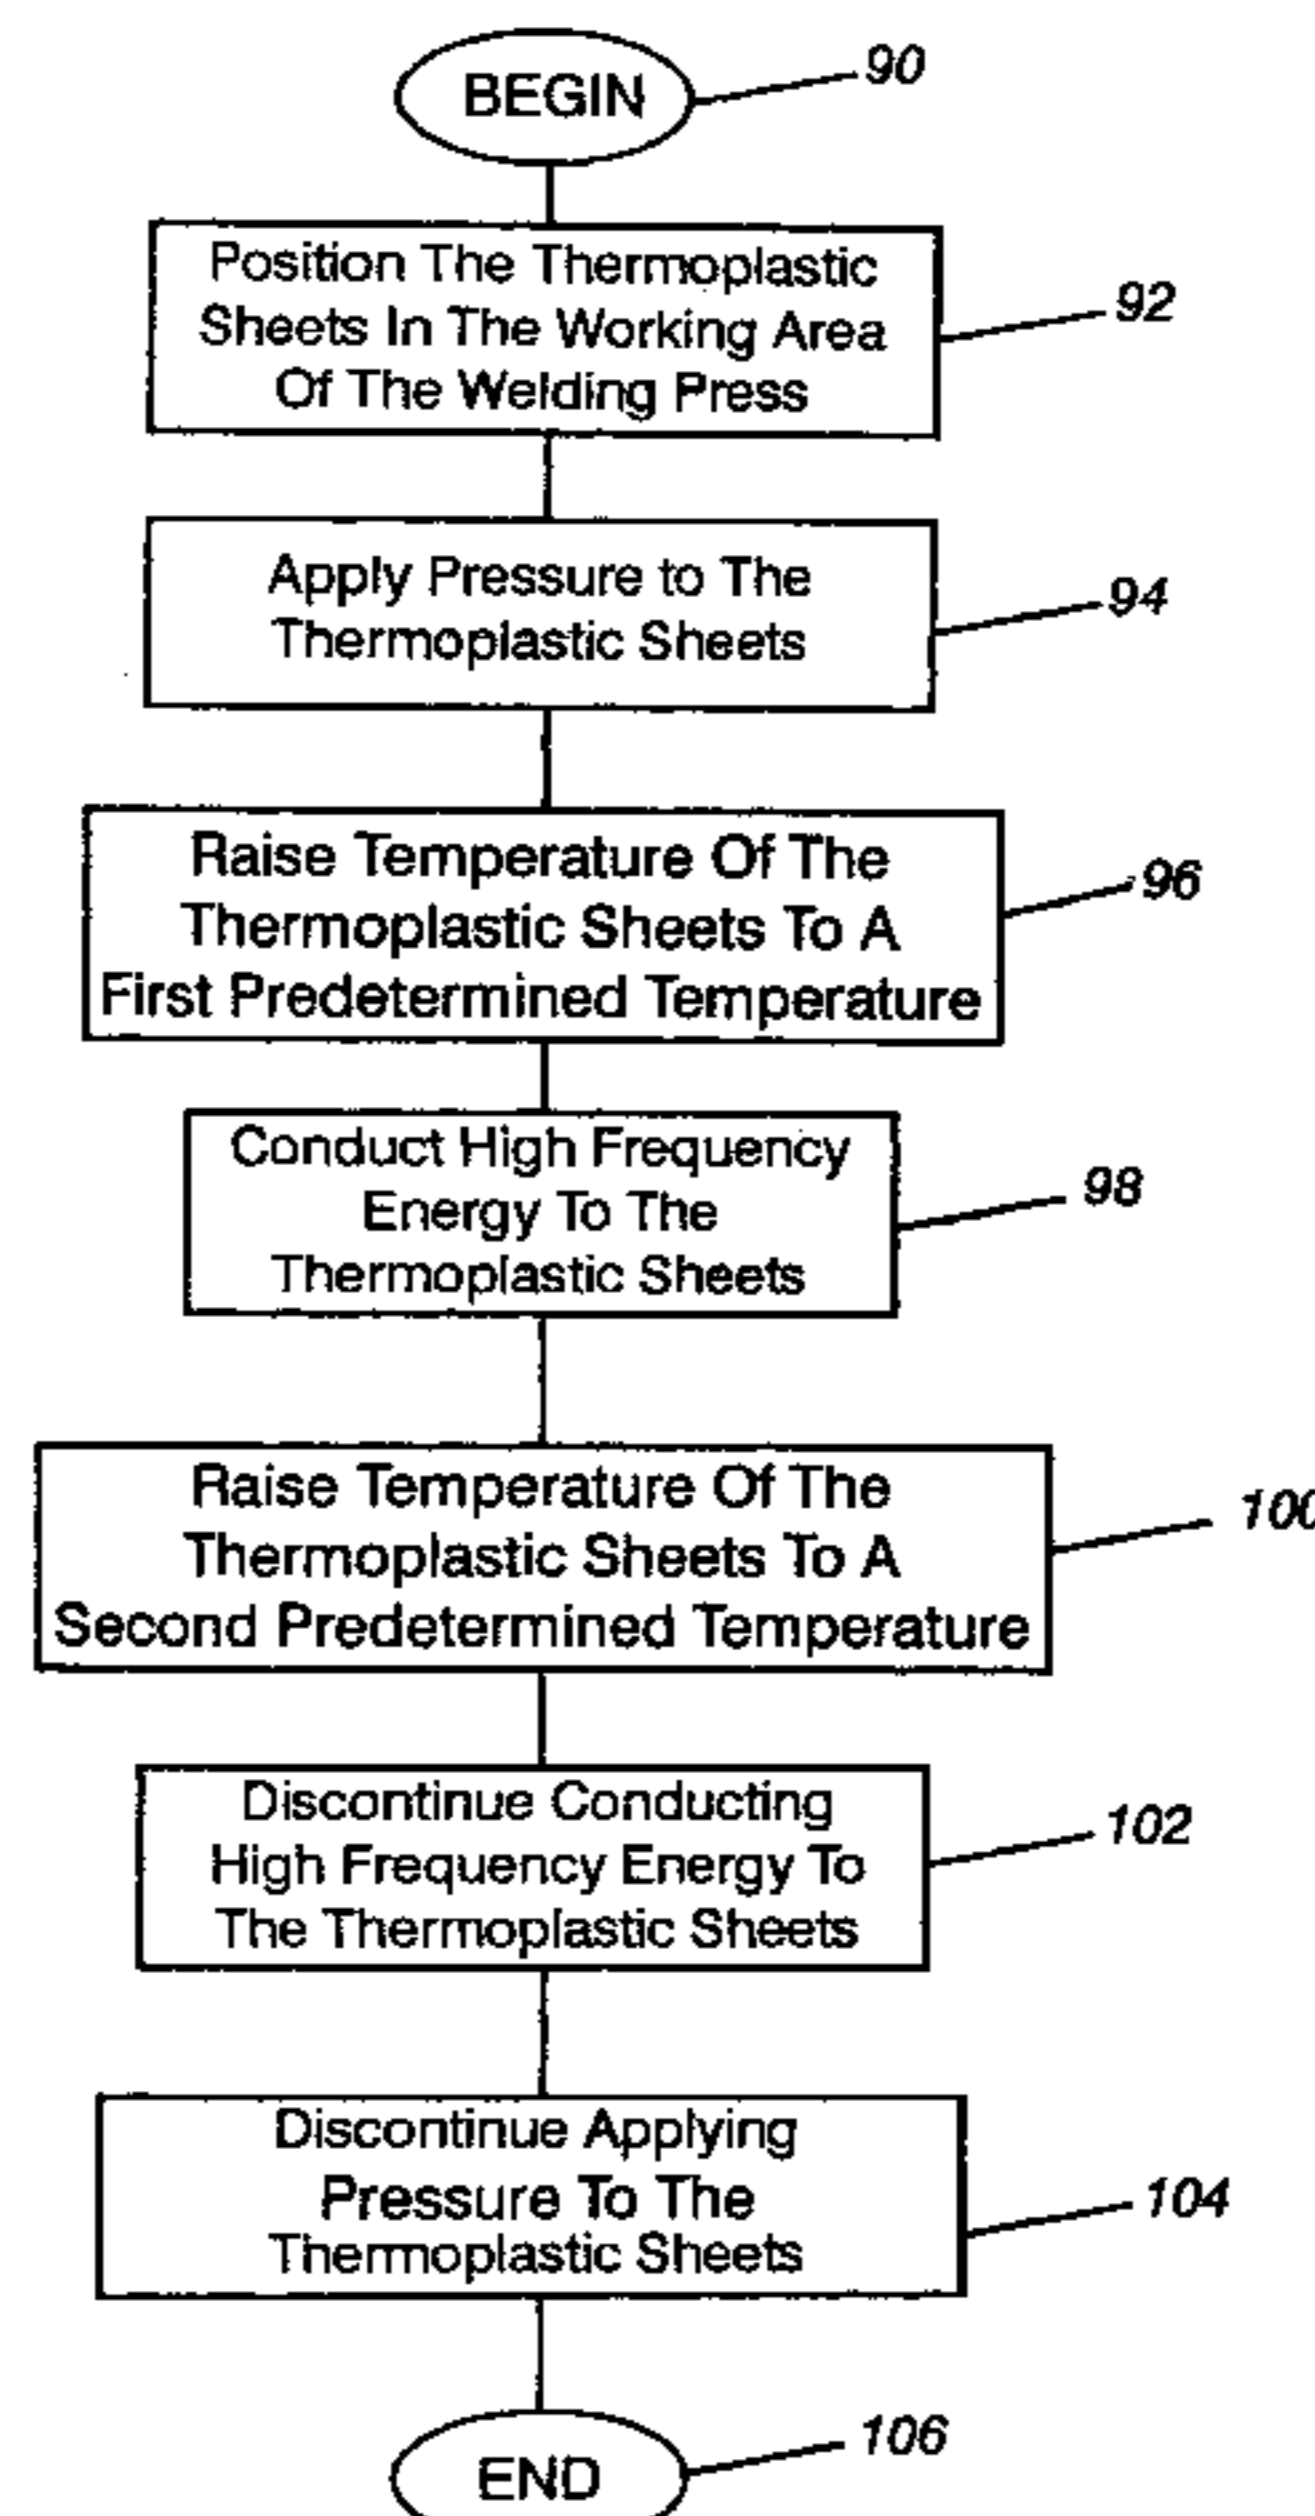 BEGIN
90
Position The Thermoplastic
Sheets In The Working Area
Of The Welding Press
92
Apply Pressure to The
Thermoplastic Sheets
94
Raise Temperature Of The
Thermoplastic Sheets To A
First Predetermined Temperature
96
Conduct High Frequency
Energy To The
Thermoplastic Sheets
98
Raise Temperature Of The
Thermoplastic Sheets To A
Second Predetermined Temperature
100
Discontinue Conducting
High Frequency Energy To
The Thermoplastic Sheets
102
Discontinue Applying
Pressure To The
Thermoplastic Sheets
104
END
106